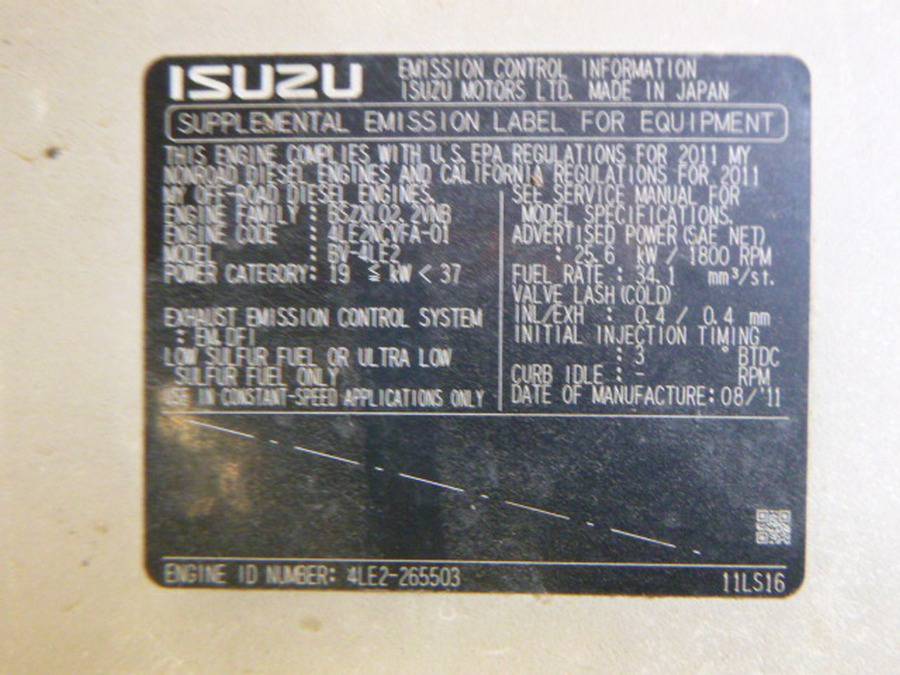 ISUZU
EMISSION CONTROL INFORMATION
ISUZU MOTORS LTD. MADE IN JAPAN
SUPPLEMENTAL EMISSION LABEL FOR EQUIPMENT
THIS ENGINE COMPLIES WITH U.S. EPA REGULATIONS FOR 2011 MY
NONROAD DIESEL ENGINES AND CALIFORNIA REGULATIONS FOR 2011
MY OFF-ROAD DIESEL ENGINES.
ENGINE FAMILY : BSZXL02.2VNB
ENGINE CODE : 4LE2NCYFA-01
MODEL : BV-4LE2
POWER CATEGORY: 19 ≦ kW < 37
EXHAUST EMISSION CONTROL SYSTEM
: EM, DFI
LOW SULFUR FUEL OR ULTRA LOW
SULFUR FUEL ONLY
USE IN CONSTANT-SPEED APPLICATIONS ONLY
SEE SERVICE MANUAL FOR
MODEL SPECIFICATIONS.
ADVERTISED POWER(SAE NET)
: 25.6 kW / 1800 RPM
FUEL RATE : 34.1 mm³/st.
VALVE LASH(COLD)
INL/EXH : 0.4 / 0.4 mm
INITIAL INJECTION TIMING
: 3 ° BTDC
CURB IDLE : - RPM
DATE OF MANUFACTURE: 08/'11
ENGINE ID NUMBER: 4LE2-265503
11LS16